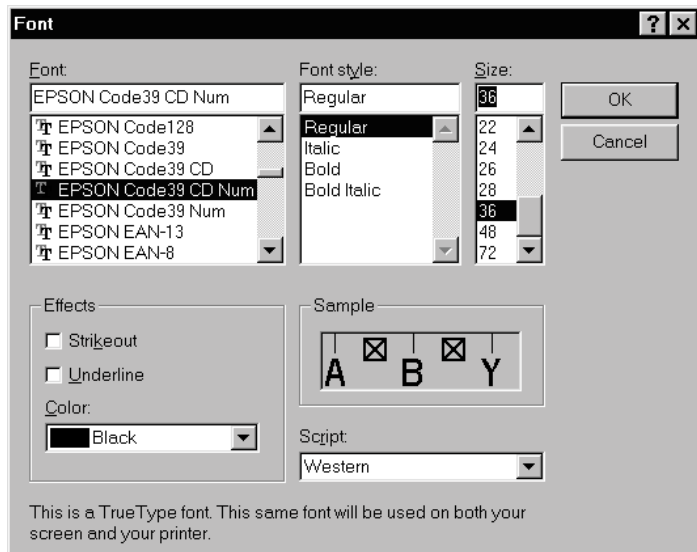 Font
Font:
EPSON Code39 CD Num
EPSON Code128
EPSON Code39
EPSON Code39 CD
EPSON Code39 CD Num
EPSON Code39 Num
EPSON EAN-13
EPSON EAN-8
Font style:
Regular
Regular
Italic
Bold
Bold Italic
Size:
36
22
24
26
28
36
48
72
OK
Cancel
Effects
Strikeout
Underline
Color:
Black
Sample
A B Y
Script:
Western
This is a TrueType font. This same font will be used on both your
screen and your printer.